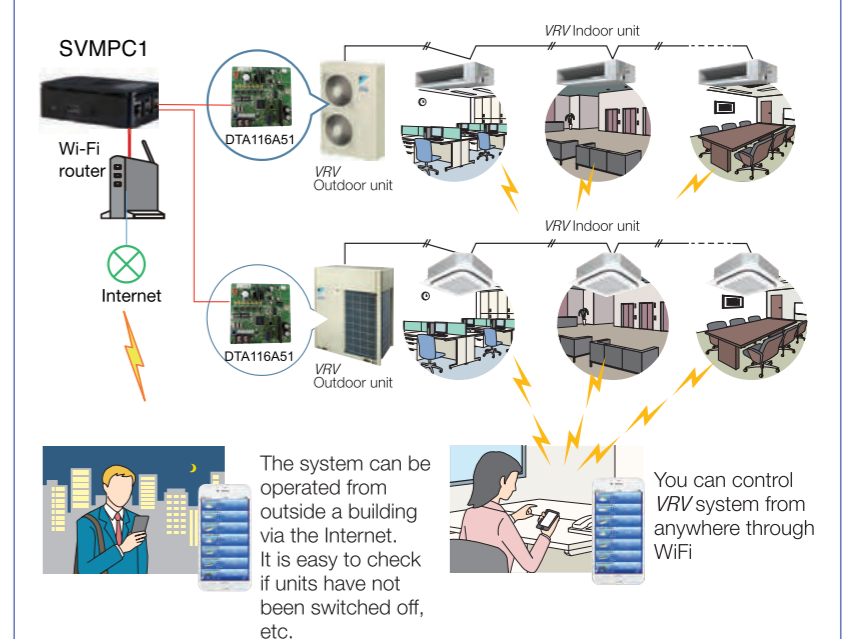 VRV Indoor unit
SVMPC1
Wi-Fi
router
DTA116A51
VRV
Outdoor unit
VRV Indoor unit
Internet
DTA116A51
VRV
Outdoor unit
The system can be
operated from
outside a building
via the Internet.
It is easy to check
if units have not
been switched off,
etc.
You can control
VRV system from
anywhere through
WiFi